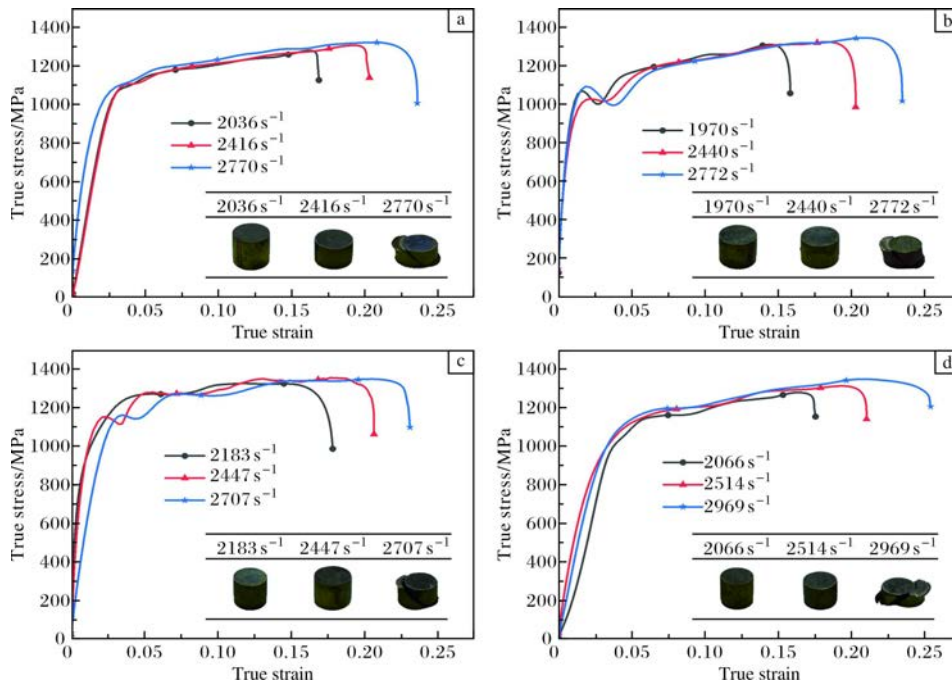 a
1400
1200
1000
800
600
400
200
0
True stress/MPa
2036 s⁻¹
2416 s⁻¹
2770 s⁻¹
2036 s⁻¹ 2416 s⁻¹ 2770 s⁻¹
0 0.05 0.10 0.15 0.20 0.25
True strain
b
1400
1200
1000
800
600
400
200
0
True stress/MPa
1970 s⁻¹
2440 s⁻¹
2772 s⁻¹
1970 s⁻¹ 2440 s⁻¹ 2772 s⁻¹
0.05 0.10 0.15 0.20 0.25
True strain
c
1400
1200
1000
800
600
400
200
0
True stress/MPa
2183 s⁻¹
2447 s⁻¹
2707 s⁻¹
2183 s⁻¹ 2447 s⁻¹ 2707 s⁻¹
0 0.05 0.10 0.15 0.20 0.25
True strain
d
1400
1200
1000
800
600
400
200
0
True stress/MPa
2066 s⁻¹
2514 s⁻¹
2969 s⁻¹
2066 s⁻¹ 2514 s⁻¹ 2969 s⁻¹
0 0.05 0.10 0.15 0.20 0.25
True strain